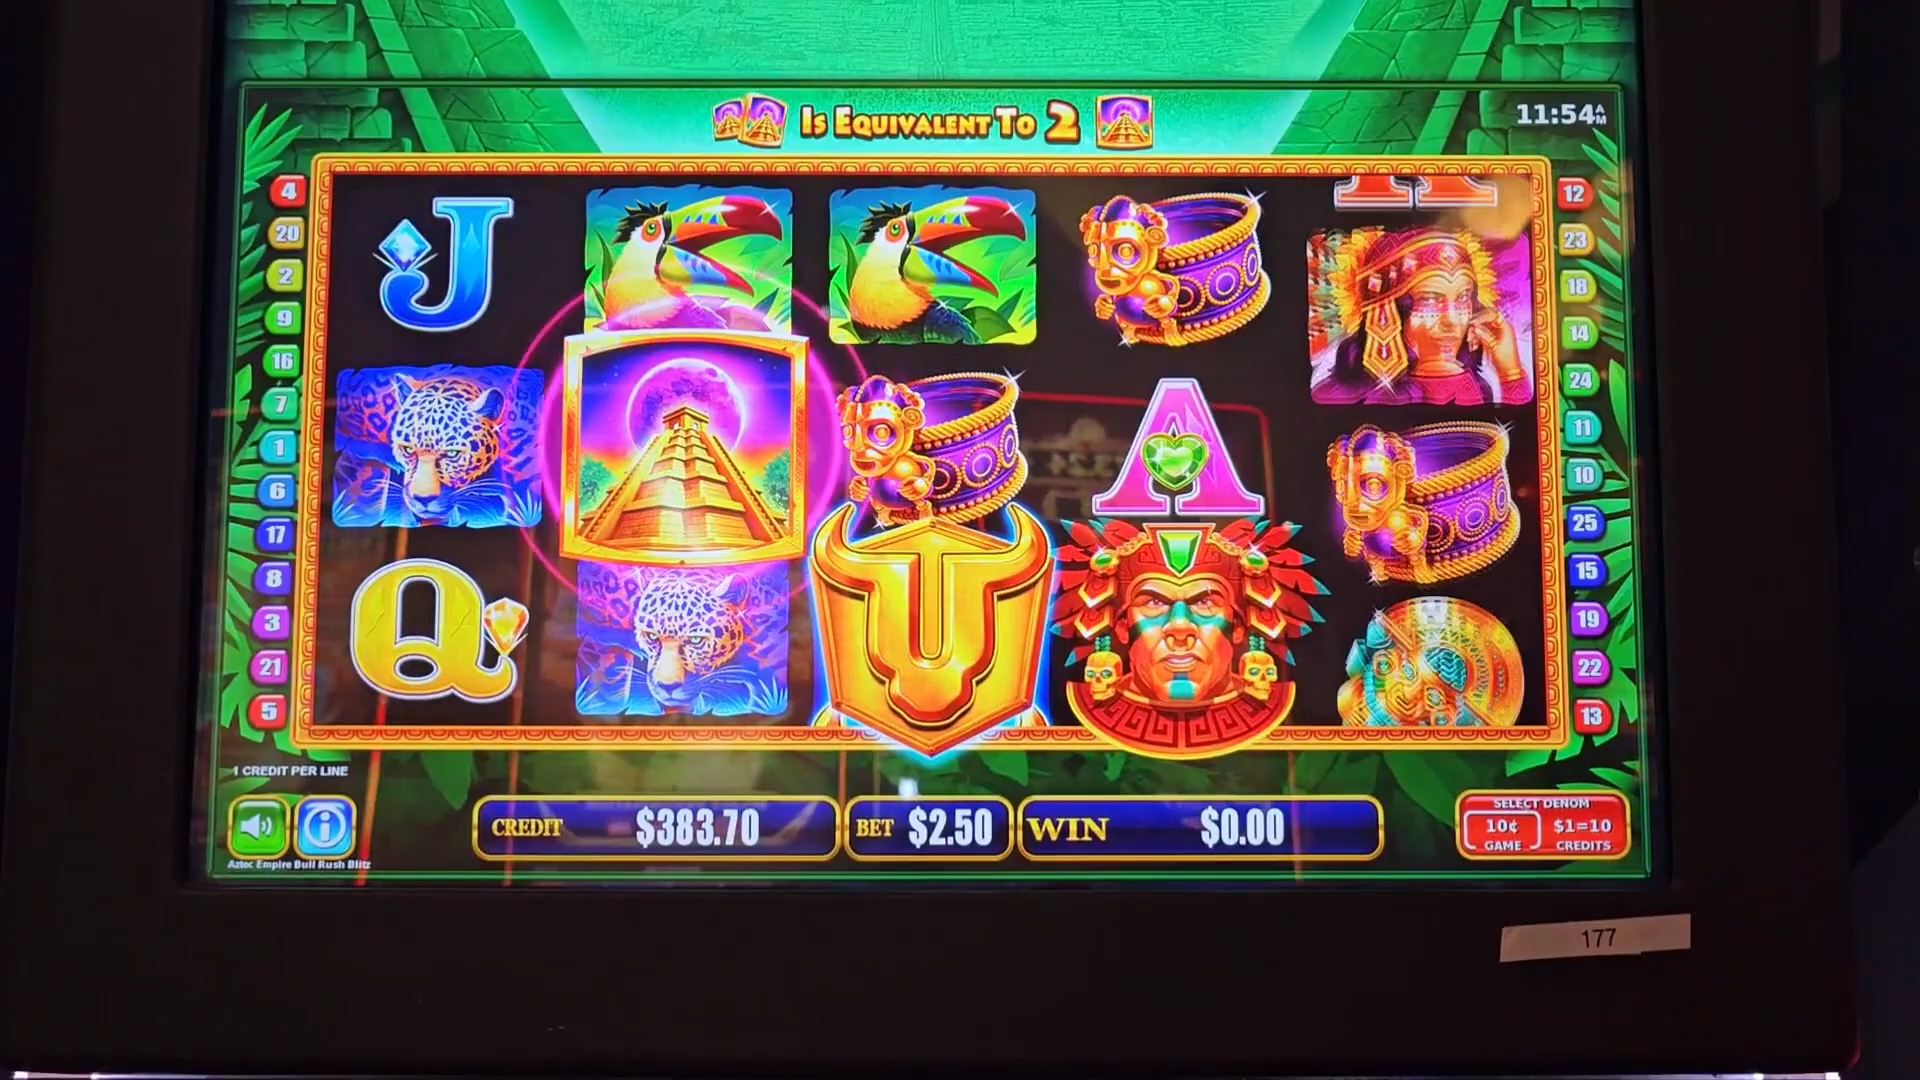 Is Equivalent To 2
11:54 AM
4
20
2
9
16
7
1
6
17
8
3
21
5
J
Q
A
12
23
18
14
24
11
10
25
15
19
22
13
1 CREDIT PER LINE
CREDIT $383.70
BET $2.50
WIN $0.00
SELECT DENOM
10¢ GAME
$1=10 CREDITS
Aztec Empire Bull Rush Blitz
177